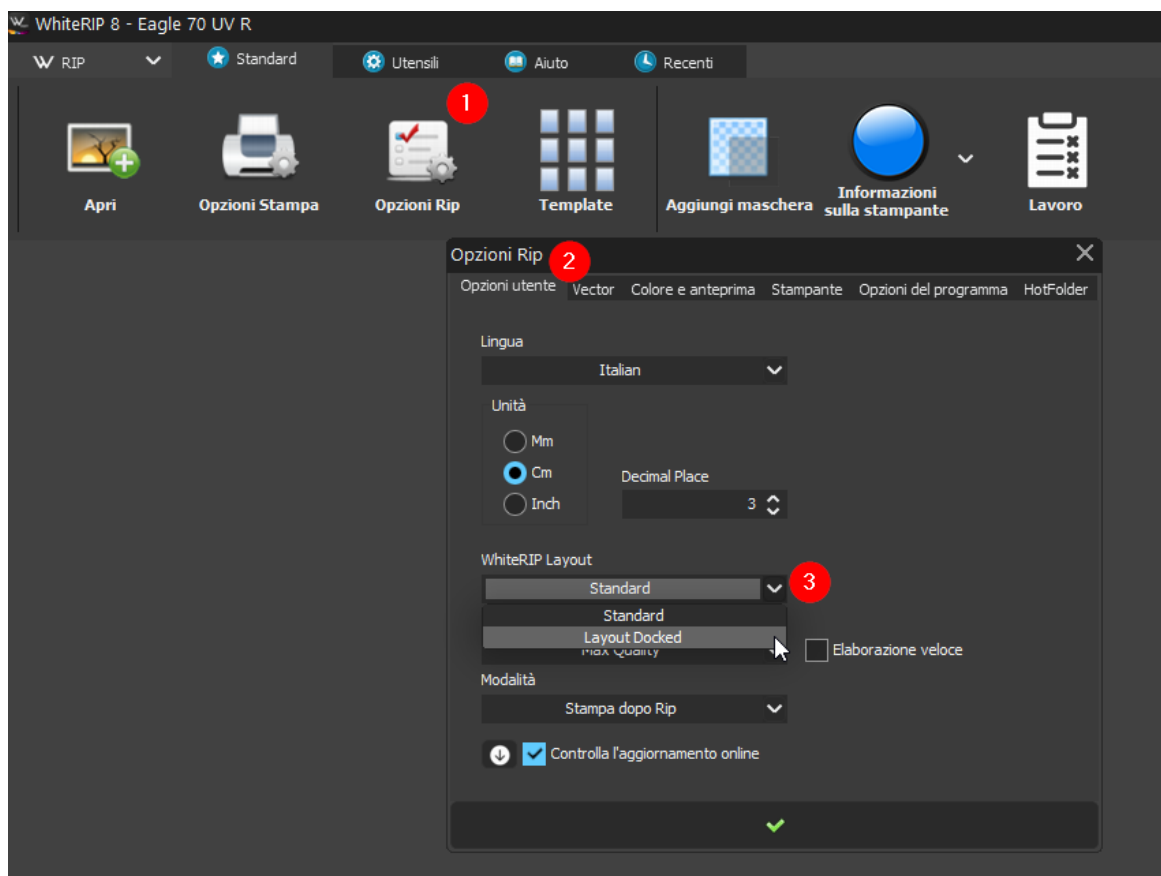 WhiteRIP 8 - Eagle 70 UV R
RIP
Standard
Utensili
Aiuto
Recenti
1
Apri
Opzioni Stampa
Opzioni Rip
Template
Aggiungi maschera
Informazioni
sulla stampante
Lavoro
Opzioni Rip
2
Opzioni utente
Vector
Colore e anteprima
Stampante
Opzioni del programma
HotFolder
Lingua
Italian
Unità
Mm
Cm
Inch
Decimal Place
3
WhiteRIP Layout
Standard
3
Standard
Layout Docked
Max Quality
Elaborazione veloce
Modalità
Stampa dopo Rip
Controlla l'aggiornamento online